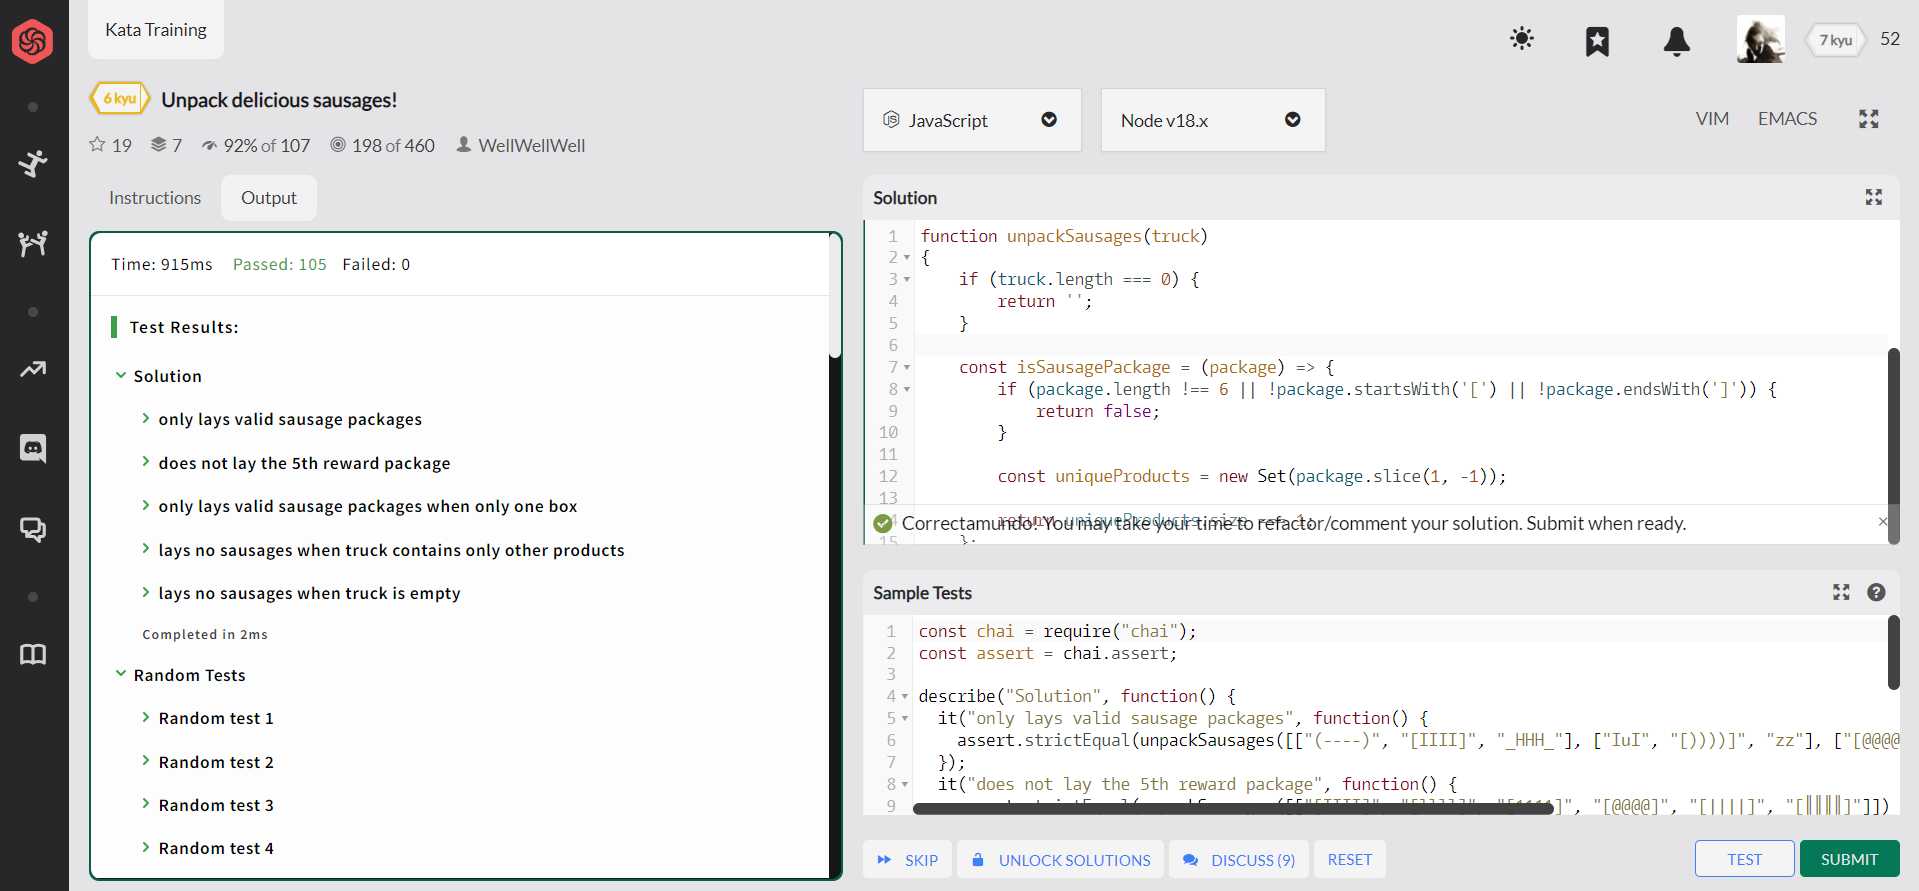 Kata Training
7 kyu 52
6 kyu Unpack delicious sausages!
19 7 92% of 107 198 of 460 WellWellWell
JavaScript
Node v18.x
VIM EMACS
Instructions Output
Time: 915ms Passed: 105 Failed: 0
Test Results:
Solution
only lays valid sausage packages
does not lay the 5th reward package
only lays valid sausage packages when only one box
lays no sausages when truck contains only other products
lays no sausages when truck is empty
Completed in 2ms
Random Tests
Random test 1
Random test 2
Random test 3
Random test 4
Solution
1 function unpackSausages(truck)
2 {
3 if (truck.length === 0) {
4 return '';
5 }
6
7 const isSausagePackage = (package) => {
8 if (package.length !== 6 || !package.startsWith('[') || !package.endsWith(']')) {
9 return false;
10 }
11
12 const uniqueProducts = new Set(package.slice(1, -1));
13
14 return uniqueProducts.size === 1;
Correctamundo! You may take your time to refactor/comment your solution. Submit when ready.
15 };
Sample Tests
1 const chai = require("chai");
2 const assert = chai.assert;
3
4 describe("Solution", function() {
5 it("only lays valid sausage packages", function() {
6 assert.strictEqual(unpackSausages([["(----)", "[IIII]", "_HHH_"], ["IuI", "[))))]", "zz"], ["[@@@@
7 });
8 it("does not lay the 5th reward package", function() {
9 "[@@@@]", "[||||]", "[║║║║]"]])
SKIP UNLOCK SOLUTIONS DISCUSS (9) RESET
TEST SUBMIT